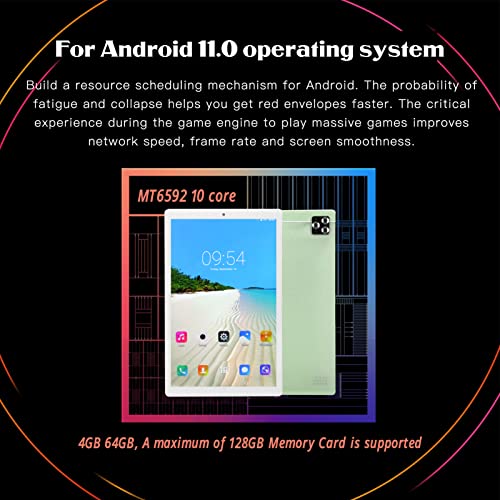 For Android 11.0 operating system
Build a resource scheduling mechanism for Android. The probability of
fatigue and collapse helps you get red envelopes faster. The critical
experience during the game engine to play massive games improves
network speed, frame rate and screen smoothness.
MT6592 10 core
09:54
4GB 64GB, A maximum of 128GB Memory Card is supported